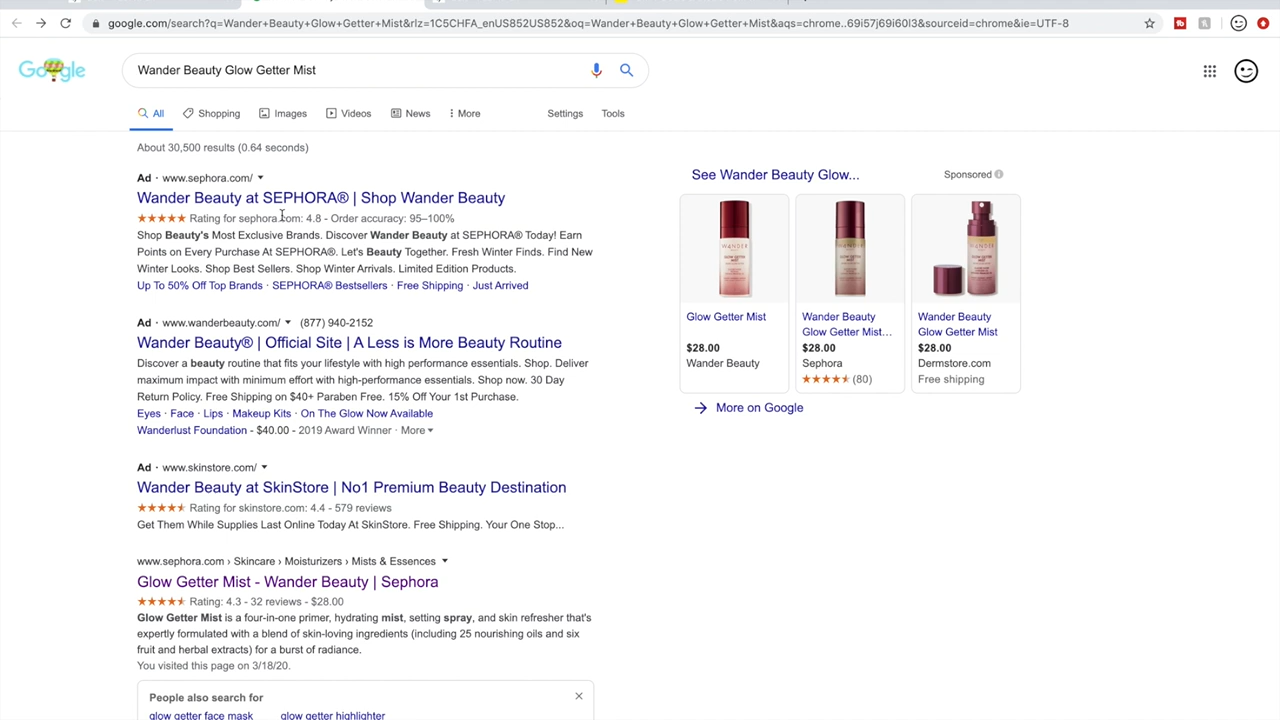 google.com/search?q=Wander+Beauty+Glow+Getter+Mist&rlz=1C5CHFA_enUS852US852&oq=Wander+Beauty+Glow+Getter+Mist&aqs=chrome..69i57j69i60l3&sourceid=chrome&ie=UTF-8
Google
Wander Beauty Glow Getter Mist
All Shopping Images Videos News More Settings Tools
About 30,500 results (0.64 seconds)
Ad · www.sephora.com/
Wander Beauty at SEPHORA® | Shop Wander Beauty
Rating for sephora.com: 4.8 - Order accuracy: 95–100%
Shop Beauty's Most Exclusive Brands. Discover Wander Beauty at SEPHORA® Today! Earn
Points on Every Purchase At SEPHORA®. Let's Beauty Together. Fresh Winter Finds. Find New
Winter Looks. Shop Best Sellers. Shop Winter Arrivals. Limited Edition Products.
Up To 50% Off Top Brands · SEPHORA® Bestsellers · Free Shipping · Just Arrived
Ad · www.wanderbeauty.com/ (877) 940-2152
Wander Beauty® | Official Site | A Less is More Beauty Routine
Discover a beauty routine that fits your lifestyle with high performance essentials. Shop. Deliver
maximum impact with minimum effort with high-performance essentials. Shop now. 30 Day
Return Policy. Free Shipping on $40+ Paraben Free. 15% Off Your 1st Purchase.
Eyes · Face · Lips · Makeup Kits · On The Glow Now Available
Wanderlust Foundation - $40.00 - 2019 Award Winner · More
Ad · www.skinstore.com/
Wander Beauty at SkinStore | No1 Premium Beauty Destination
Rating for skinstore.com: 4.4 - 579 reviews
Get Them While Supplies Last Online Today At SkinStore. Free Shipping. Your One Stop...
www.sephora.com › Skincare › Moisturizers › Mists & Essences
Glow Getter Mist - Wander Beauty | Sephora
Rating: 4.3 - 32 reviews - $28.00
Glow Getter Mist is a four-in-one primer, hydrating mist, setting spray, and skin refresher that's
expertly formulated with a blend of skin-loving ingredients (including 25 nourishing oils and six
fruit and herbal extracts) for a burst of radiance.
You visited this page on 3/18/20.
People also search for
glow getter face mask glow getter highlighter
See Wander Beauty Glow... Sponsored
WANDER
WANDER
Glow Getter Mist
$28.00
Wander Beauty
Wander Beauty
Glow Getter Mist...
$28.00
Sephora
(80)
Wander Beauty
Glow Getter Mist
$28.00
Dermstore.com
Free shipping
More on Google